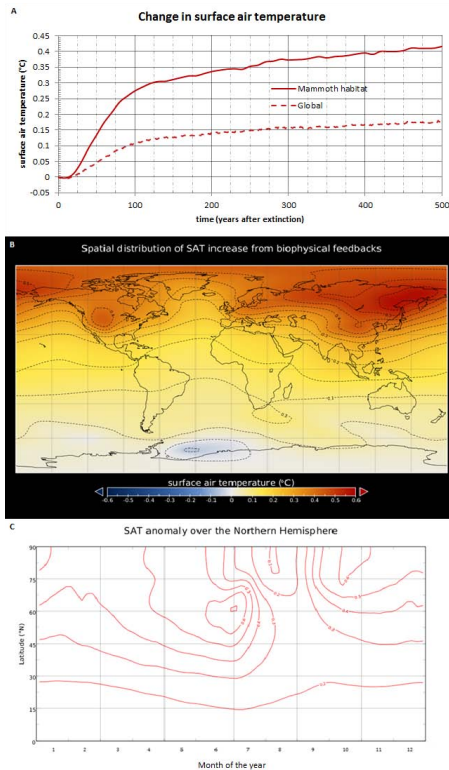 A
Change in surface air temperature
0.45
0.4
0.35
0.3
0.25
0.2
0.15
0.1
0.05
0
-0.05
surface air temperature (°C)
Mammoth habitat
Global
0 100 200 300 400 500
time (years after extinction)
B
Spatial distribution of SAT increase from biophysical feedbacks
surface air temperature (°C)
-0.6 -0.5 -0.4 -0.3 -0.2 -0.1 0 0.1 0.2 0.3 0.4 0.5 0.6
C
SAT anomaly over the Northern Hemisphere
90
75
60
45
30
15
0
Latitude (°N)
1 2 3 4 5 6 7 8 9 10 11 12
Month of the year